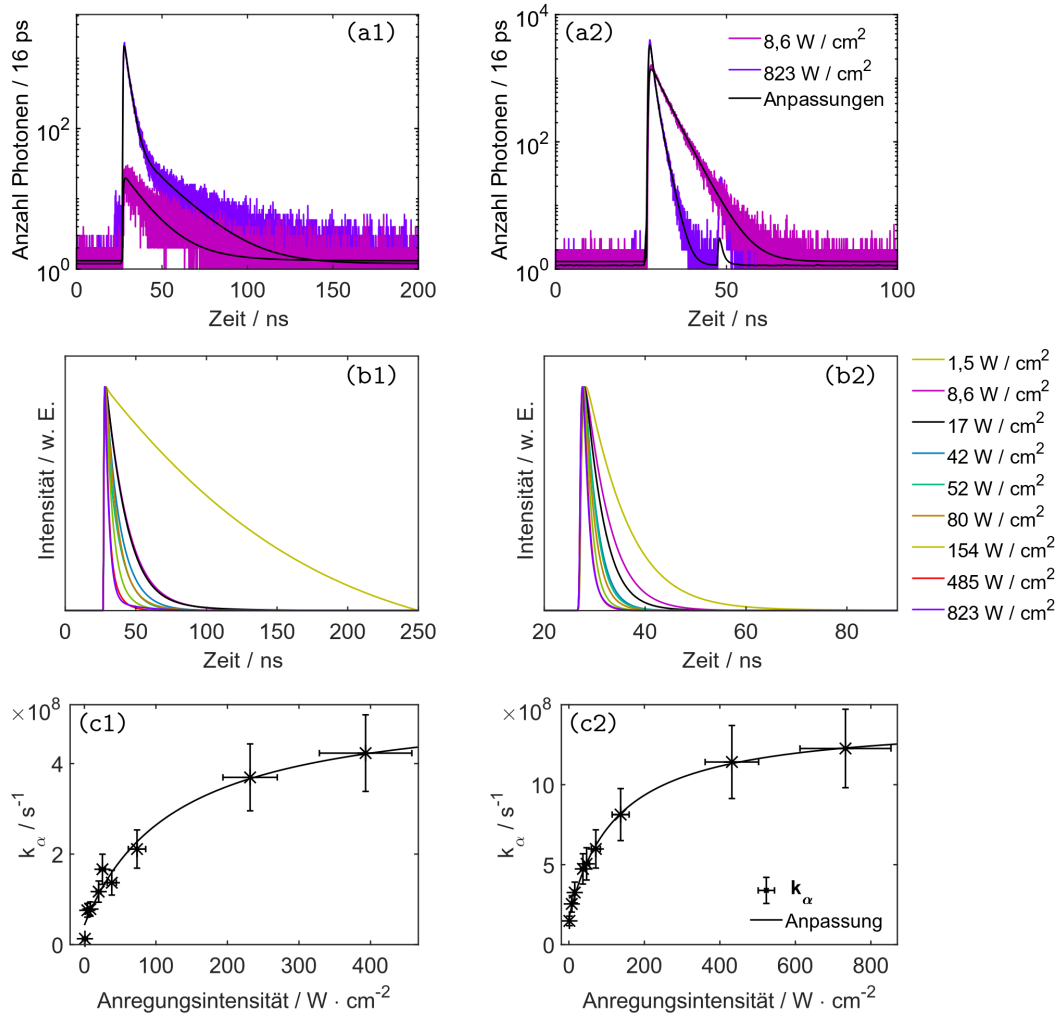 (a1)
Anzahl Photonen / 16 ps
10^2
10^0
0 50 100 150 200
Zeit / ns
(a2)
Anzahl Photonen / 16 ps
10^4
10^2
10^0
0 50 100
Zeit / ns
8,6 W / cm^2
823 W / cm^2
Anpassungen
(b1)
Intensität / w. E.
0 50 100 150 200 250
Zeit / ns
(b2)
Intensität / w. E.
20 40 60 80
Zeit / ns
1,5 W / cm^2
8,6 W / cm^2
17 W / cm^2
42 W / cm^2
52 W / cm^2
80 W / cm^2
154 W / cm^2
485 W / cm^2
823 W / cm^2
×10^8
(c1)
k_α / s^-1
4
2
0
0 100 200 300 400
Anregungsintensität / W · cm^-2
×10^8
(c2)
k_α / s^-1
10
5
0
0 200 400 600 800
Anregungsintensität / W · cm^-2
k_α
Anpassung